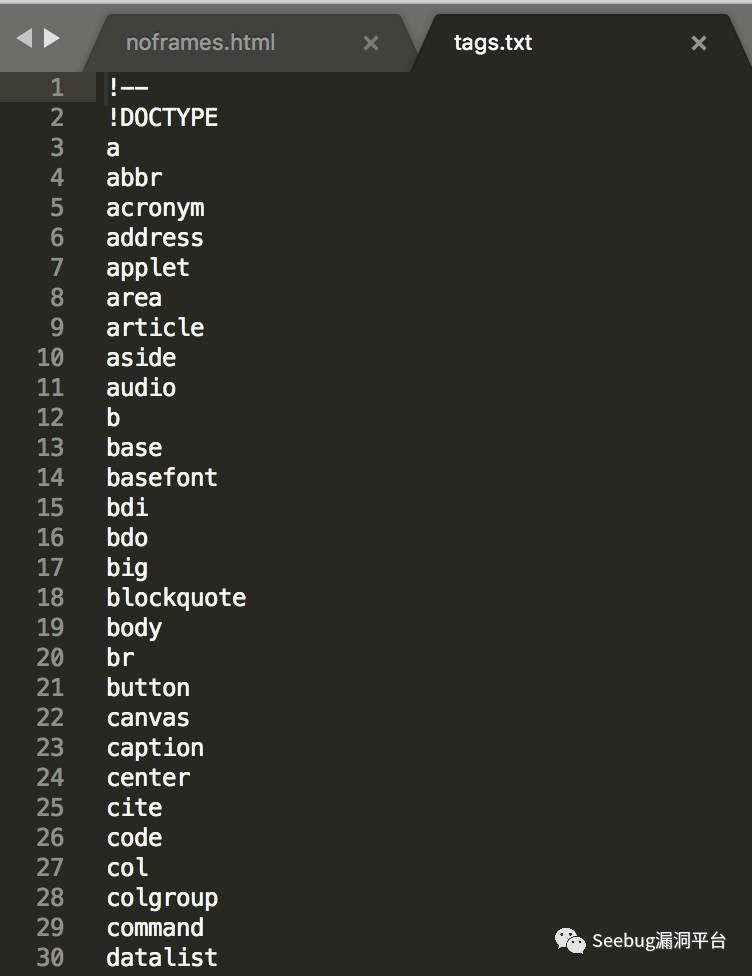 noframes.html × tags.txt ×
1 !--
2 !DOCTYPE
3 a
4 abbr
5 acronym
6 address
7 applet
8 area
9 article
10 aside
11 audio
12 b
13 base
14 basefont
15 bdi
16 bdo
17 big
18 blockquote
19 body
20 br
21 button
22 canvas
23 caption
24 center
25 cite
26 code
27 col
28 colgroup
29 command
30 datalist
Seebug漏洞平台